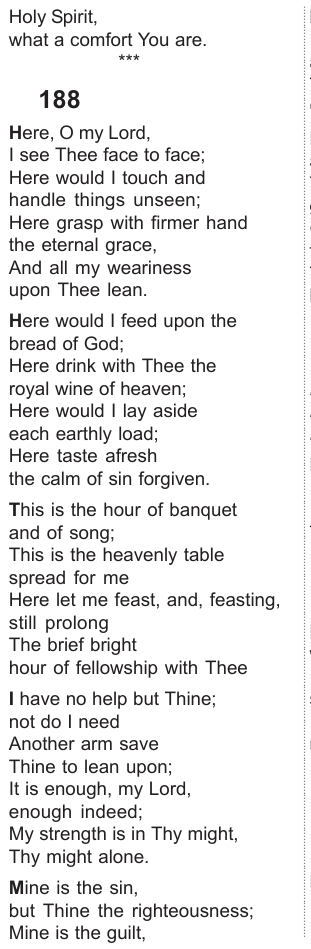 Holy Spirit,
what a comfort You are.
***
188
Here, O my Lord,
I see Thee face to face;
Here would I touch and
handle things unseen;
Here grasp with firmer hand
the eternal grace,
And all my weariness
upon Thee lean.
Here would I feed upon the
bread of God;
Here drink with Thee the
royal wine of heaven;
Here would I lay aside
each earthly load;
Here taste afresh
the calm of sin forgiven.
This is the hour of banquet
and of song;
This is the heavenly table
spread for me
Here let me feast, and, feasting,
still prolong
The brief bright
hour of fellowship with Thee
I have no help but Thine;
not do I need
Another arm save
Thine to lean upon;
It is enough, my Lord,
enough indeed;
My strength is in Thy might,
Thy might alone.
Mine is the sin,
but Thine the righteousness;
Mine is the guilt,